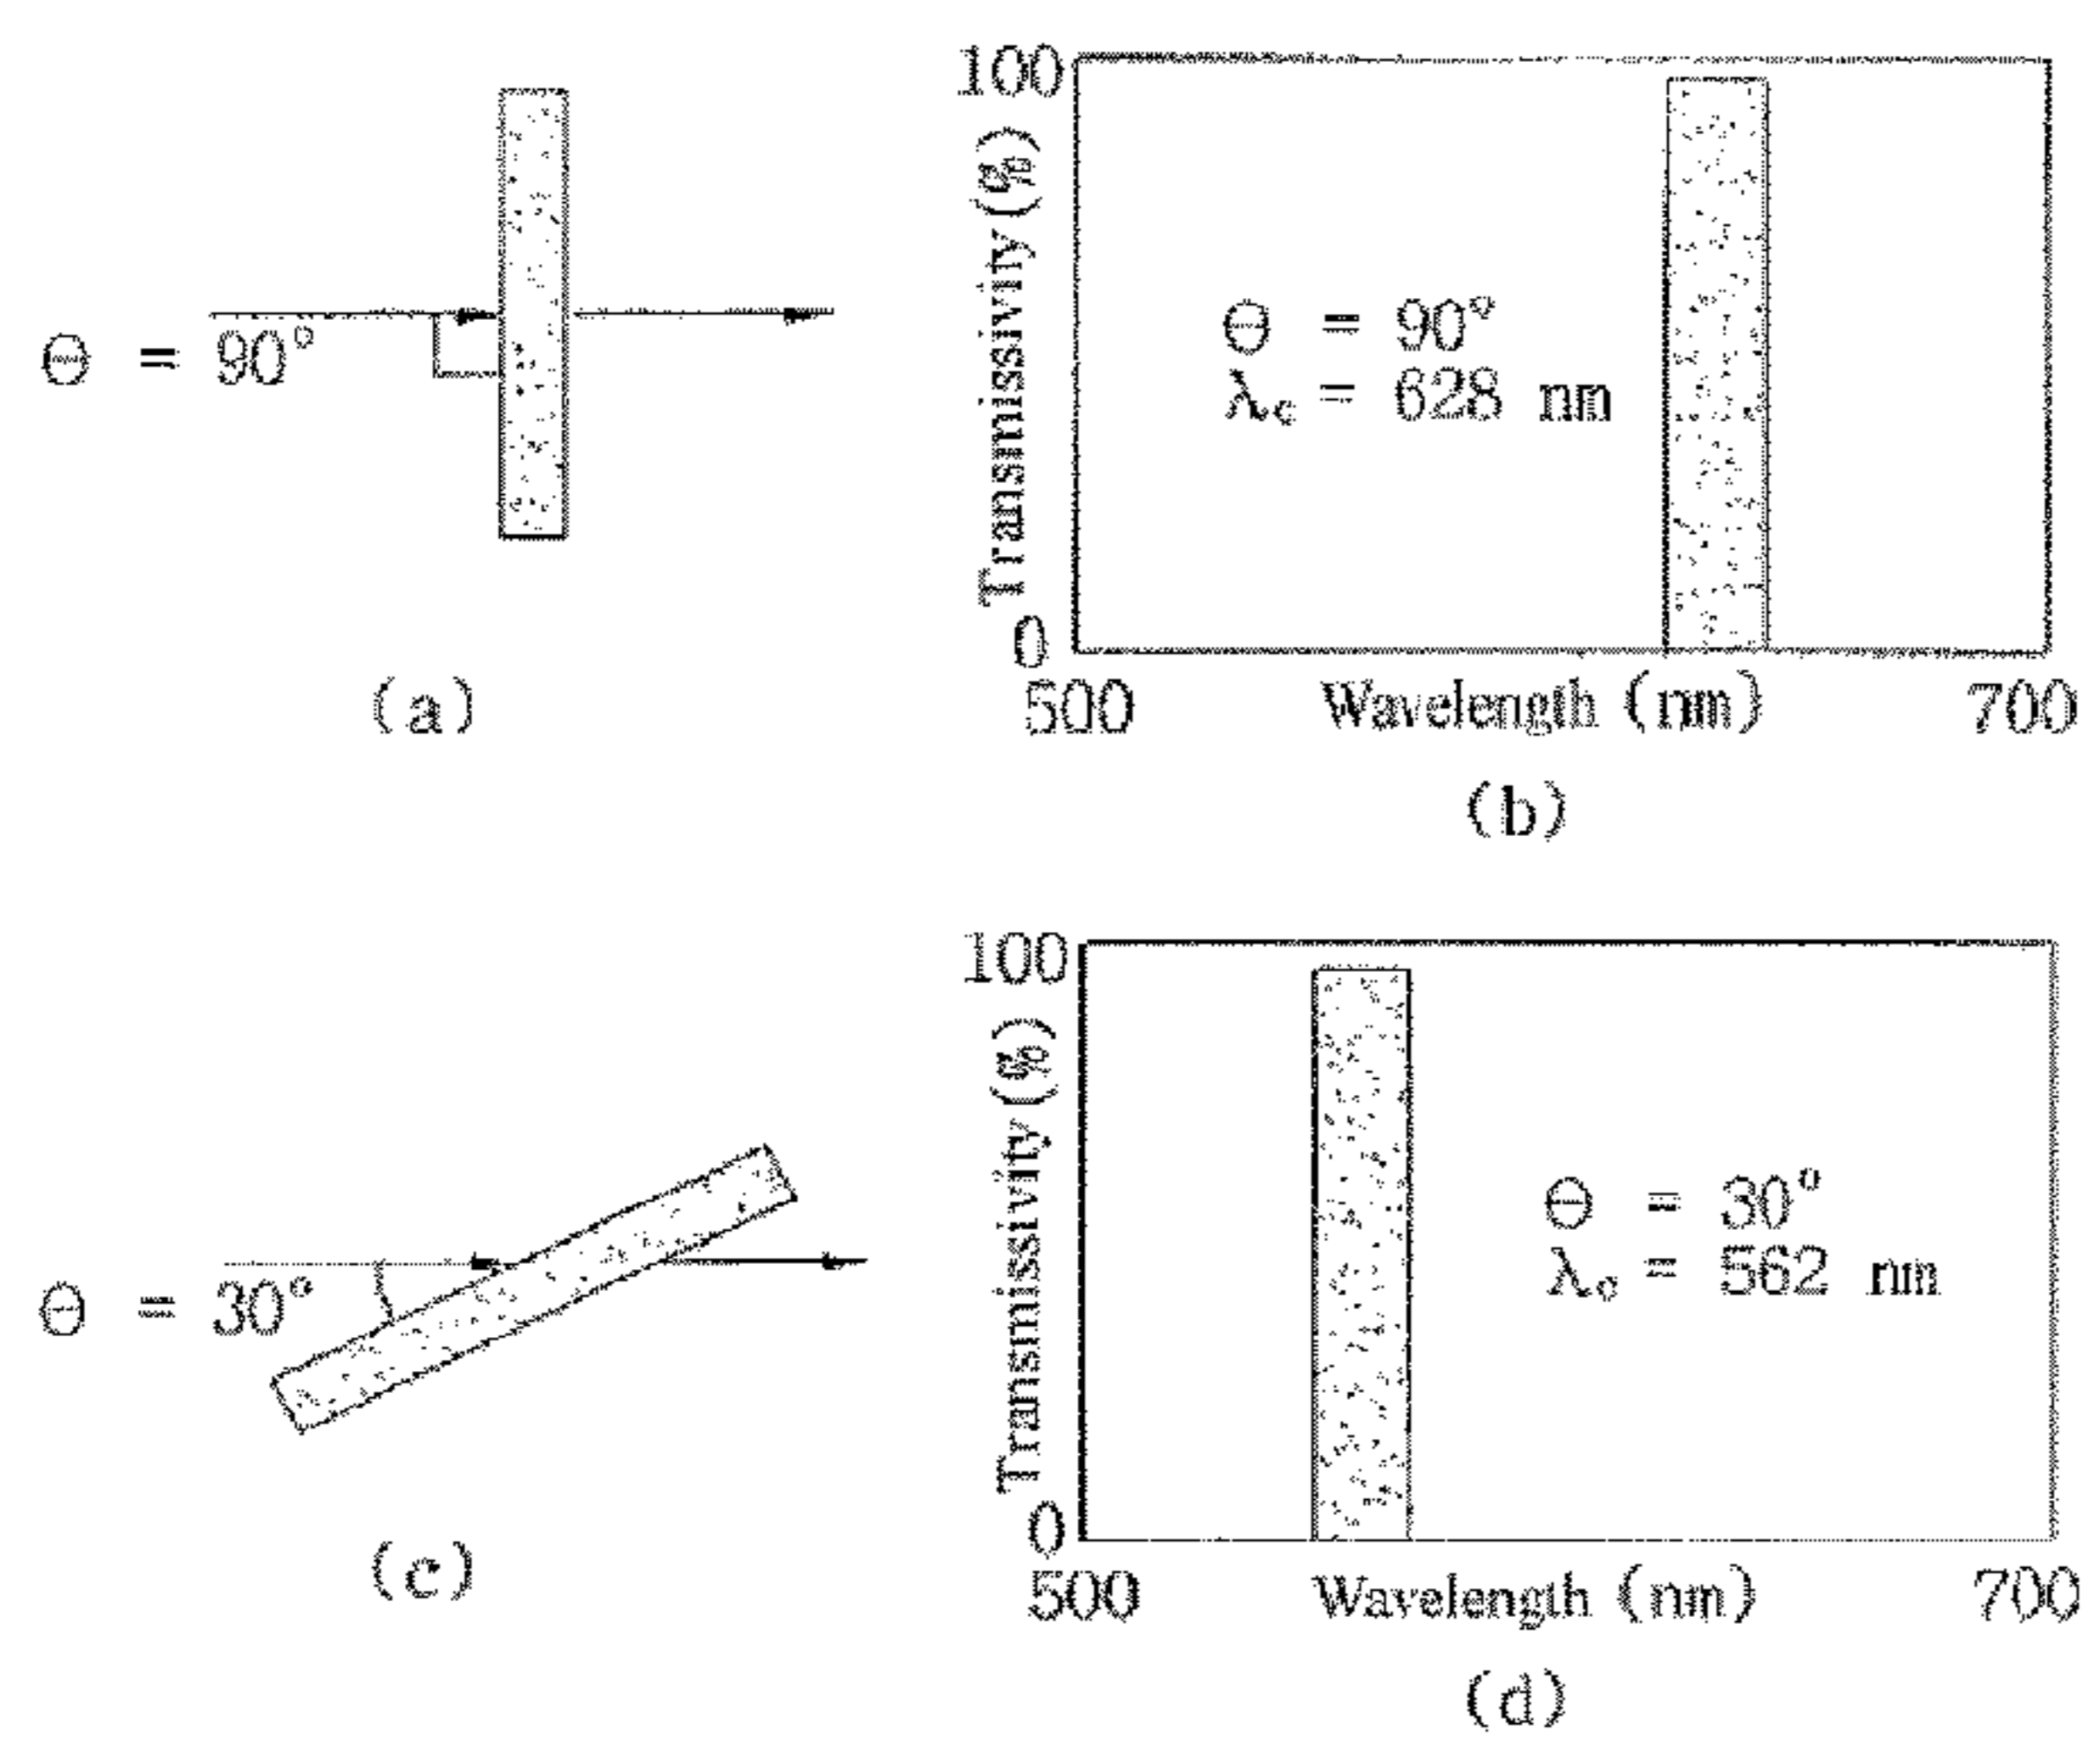 Θ = 90°
(a)
100
Transmissivity (%)
0
Θ = 90°
λc = 628 nm
500 Wavelength (nm) 700
(b)
Θ = 30°
(c)
100
Transmissivity (%)
0
Θ = 30°
λc = 562 nm
500 Wavelength (nm) 700
(d)